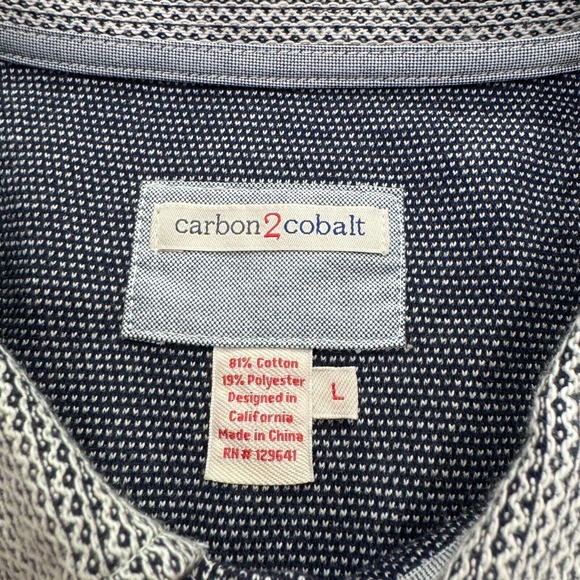 carbon2cobalt
81% Cotton
19% Polyester
Designed in
California
Made in China
RN# 129641
L